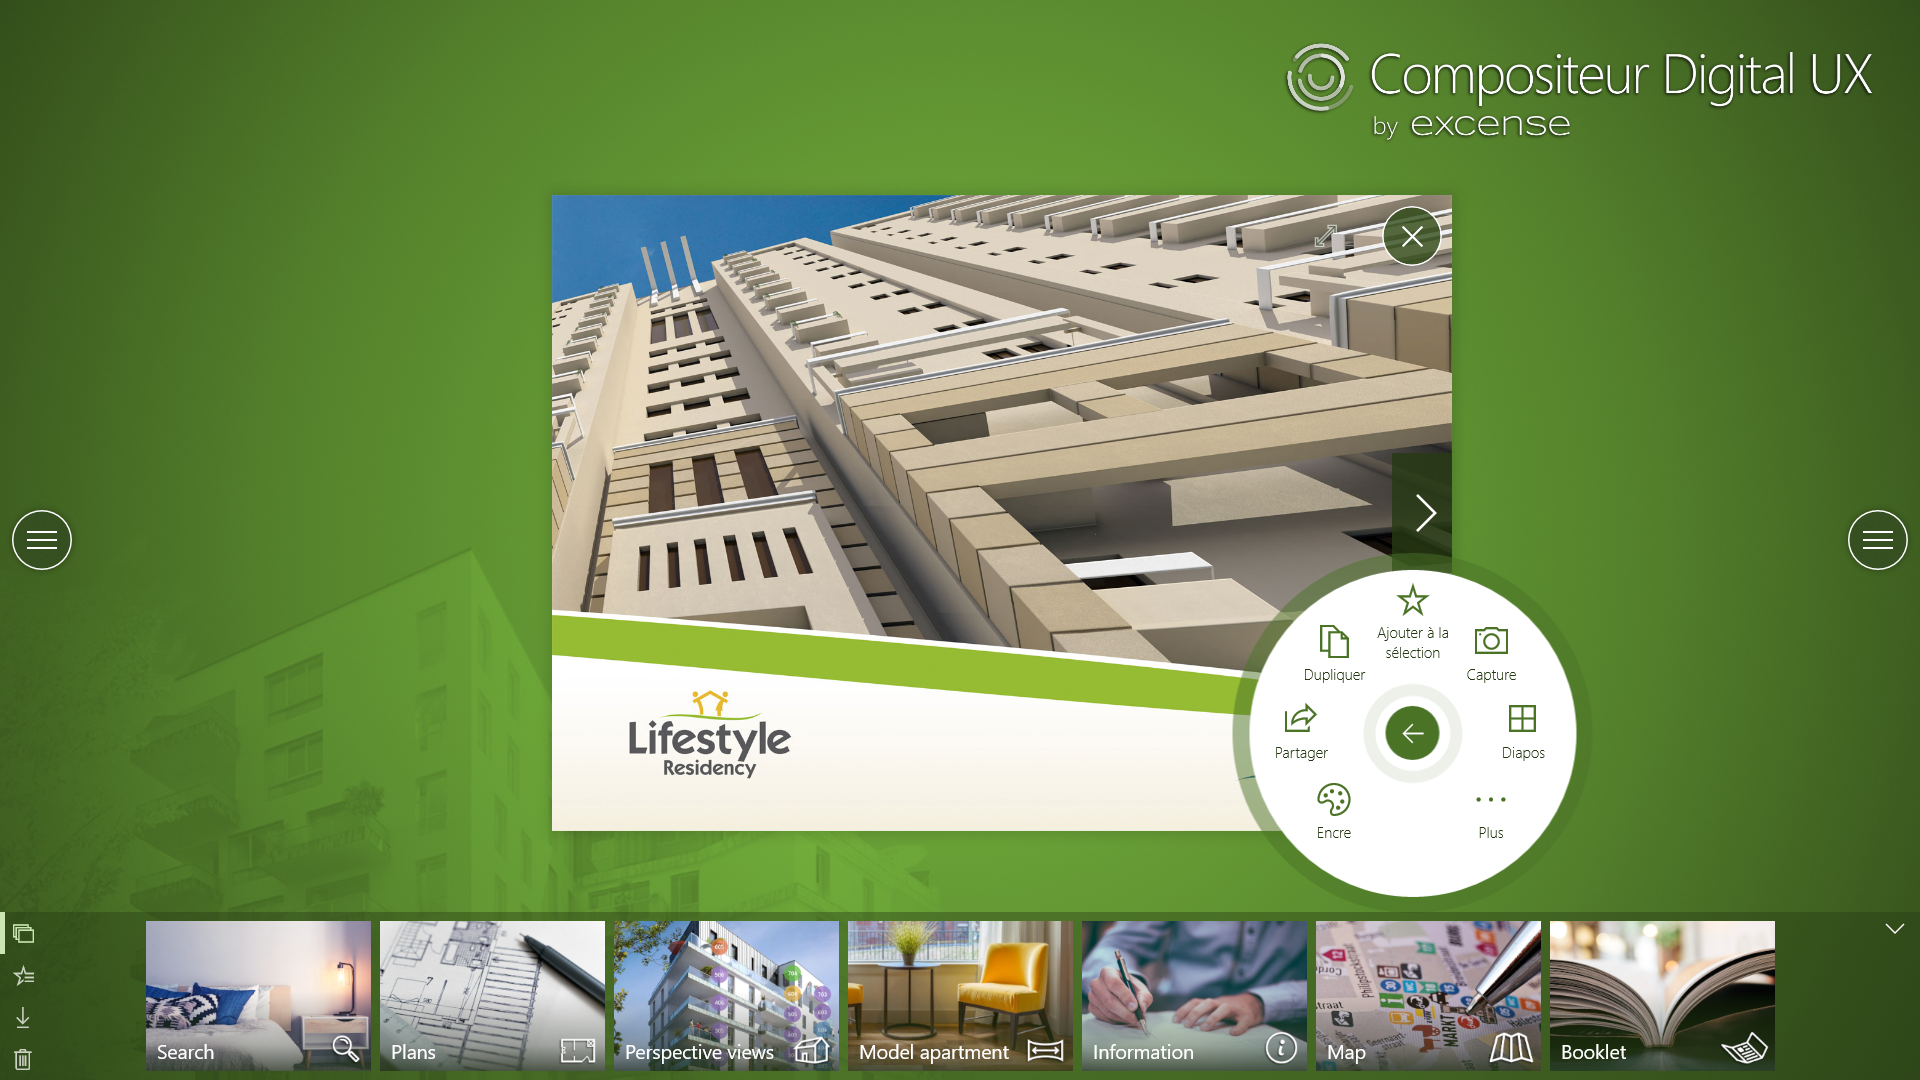 Compositeur Digital UX
by excense
Ajouter à la
sélection
Dupliquer
Capture
Partager
Diapos
Encre
Plus
Lifestyle
Residency
Search
Plans
Perspective views
Model apartment
Information
Map
Booklet